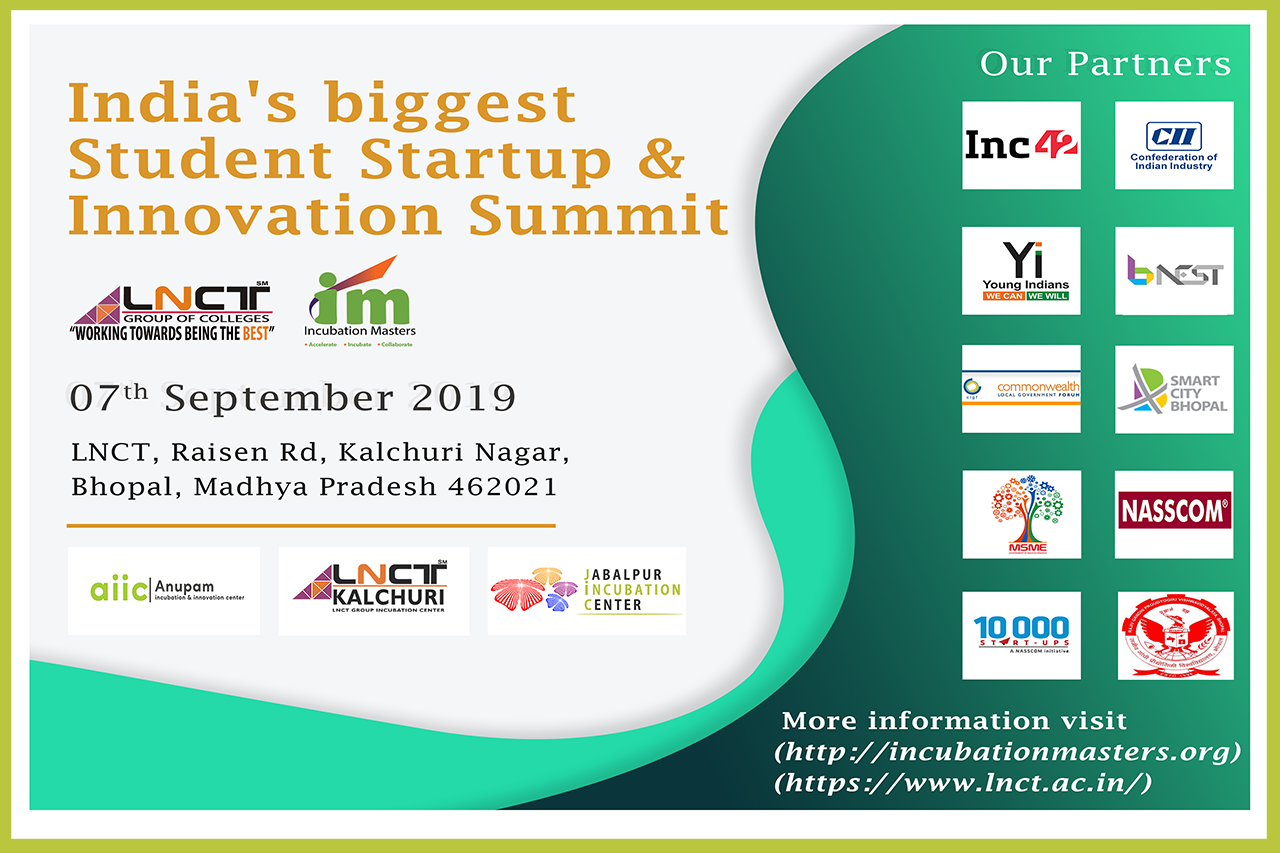 India's biggest
Student Startup &
Innovation Summit
LNCT SM
GROUP OF COLLEGES
"WORKING TOWARDS BEING THE BEST"
im
Incubation Masters
• Accelerate • Incubate • Collaborate
07th September 2019
LNCT, Raisen Rd, Kalchuri Nagar,
Bhopal, Madhya Pradesh 462021
aiic Anupam
incubation & innovation center
LNCT SM
KALCHURI
LNCT GROUP INCUBATION CENTER
JABALPUR
INCUBATION
CENTER
Our Partners
Inc42
CII
Confederation of
Indian Industry
Yi
Young Indians
WE CAN WE WILL
b NEST
clgf
commonwealth
LOCAL GOVERNMENT FORUM
SMART
CITY
BHOPAL
MSME
NASSCOM®
10 000
START-UPS
A NASSCOM initiative
More information visit
(http://incubationmasters.org)
(https://www.lnct.ac.in/)